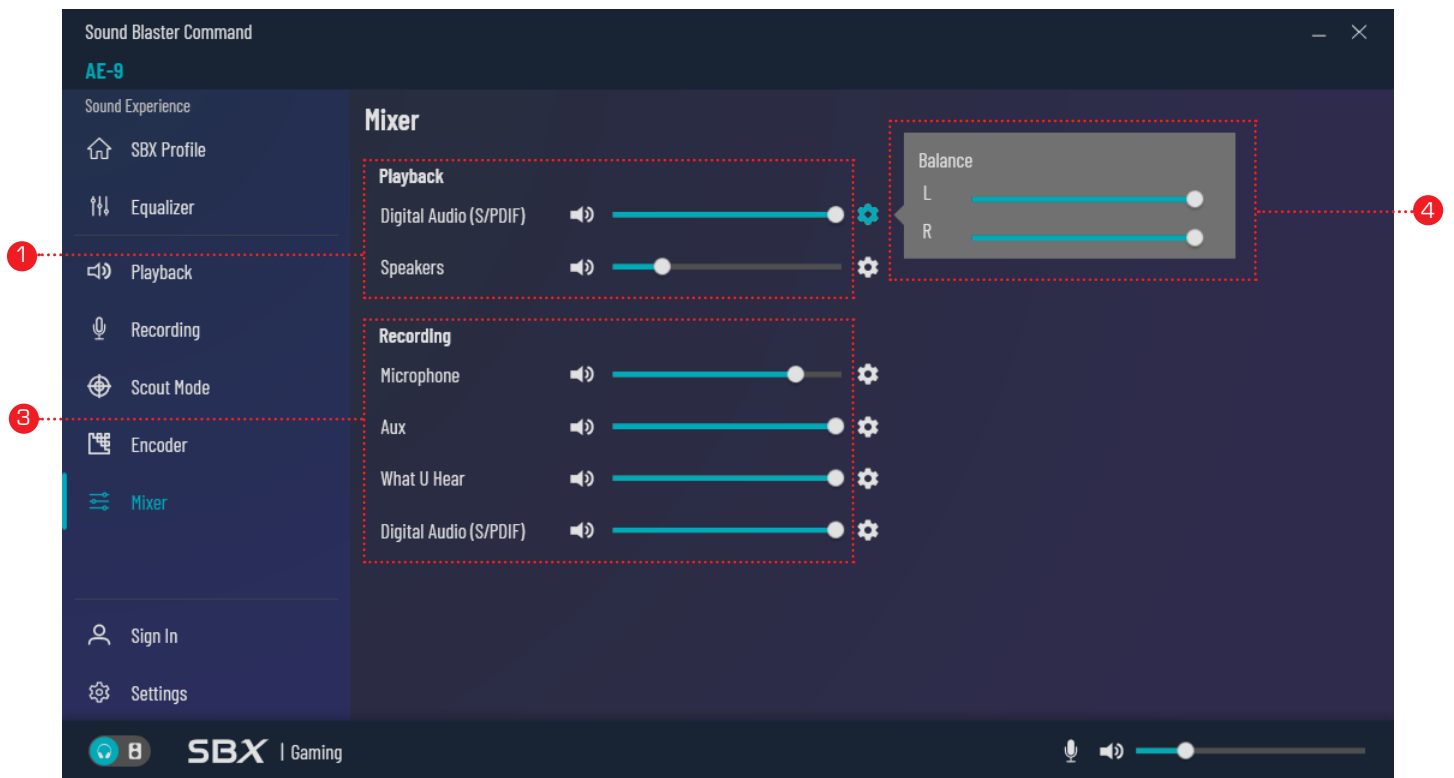 Sound Blaster Command
AE-9
Sound Experience
SBX Profile
Equalizer
Playback
Recording
Scout Mode
Encoder
Mixer
Sign In
Settings
Mixer
Playback
Digital Audio (S/PDIF)
Speakers
Recording
Microphone
Aux
What U Hear
Digital Audio (S/PDIF)
Balance
L
R
1
3
4
SBX | Gaming